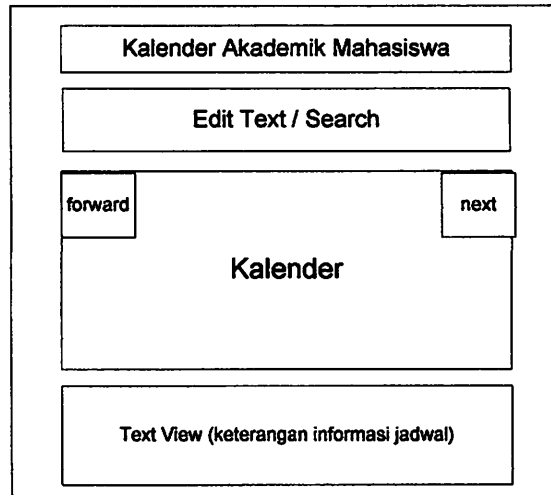 Kalender Akademik Mahasiswa
Edit Text / Search
forward
next
Kalender
Text View (keterangan informasi jadwal)